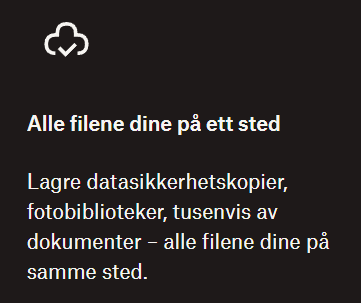 Alle filene dine på ett sted
Lagre datasikkerhetskopier,
fotobiblioteker, tusenvis av
dokumenter – alle filene dine på
samme sted.